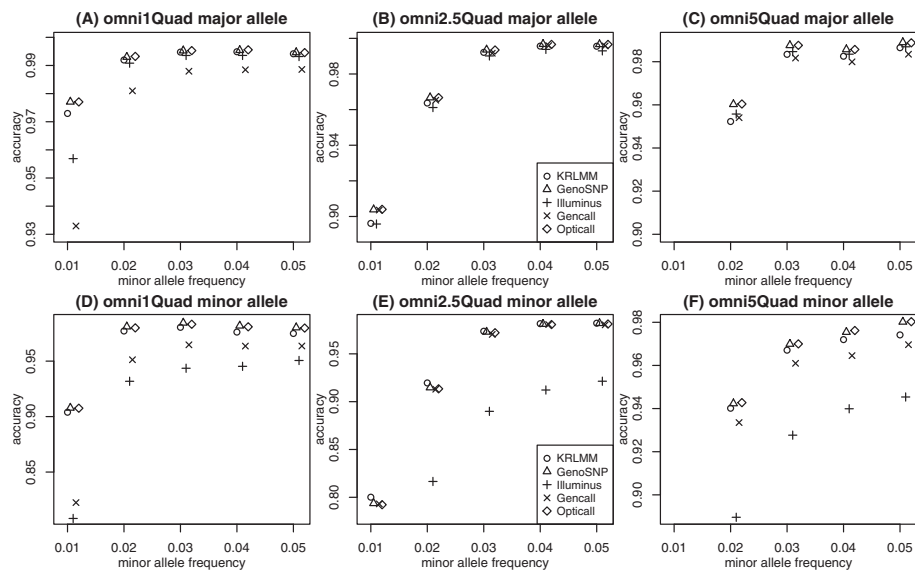 (A) omni1Quad major allele
accuracy
0.93 0.95 0.97 0.99
0.01 0.02 0.03 0.04 0.05
minor allele frequency
(B) omni2.5Quad major allele
accuracy
0.90 0.94 0.96 0.98
KRLMM
GenoSNP
Illuminus
Gencall
Opticall
0.01 0.02 0.03 0.04 0.05
minor allele frequency
(C) omni5Quad major allele
accuracy
0.90 0.92 0.94 0.96 0.98
0.01 0.02 0.03 0.04 0.05
minor allele frequency
(D) omni1Quad minor allele
accuracy
0.85 0.90 0.95
0.01 0.02 0.03 0.04 0.05
minor allele frequency
(E) omni2.5Quad minor allele
accuracy
0.80 0.85 0.90 0.95
KRLMM
GenoSNP
Illuminus
Gencall
Opticall
0.01 0.02 0.03 0.04 0.05
minor allele frequency
(F) omni5Quad minor allele
accuracy
0.90 0.92 0.94 0.96 0.98
0.01 0.02 0.03 0.04 0.05
minor allele frequency